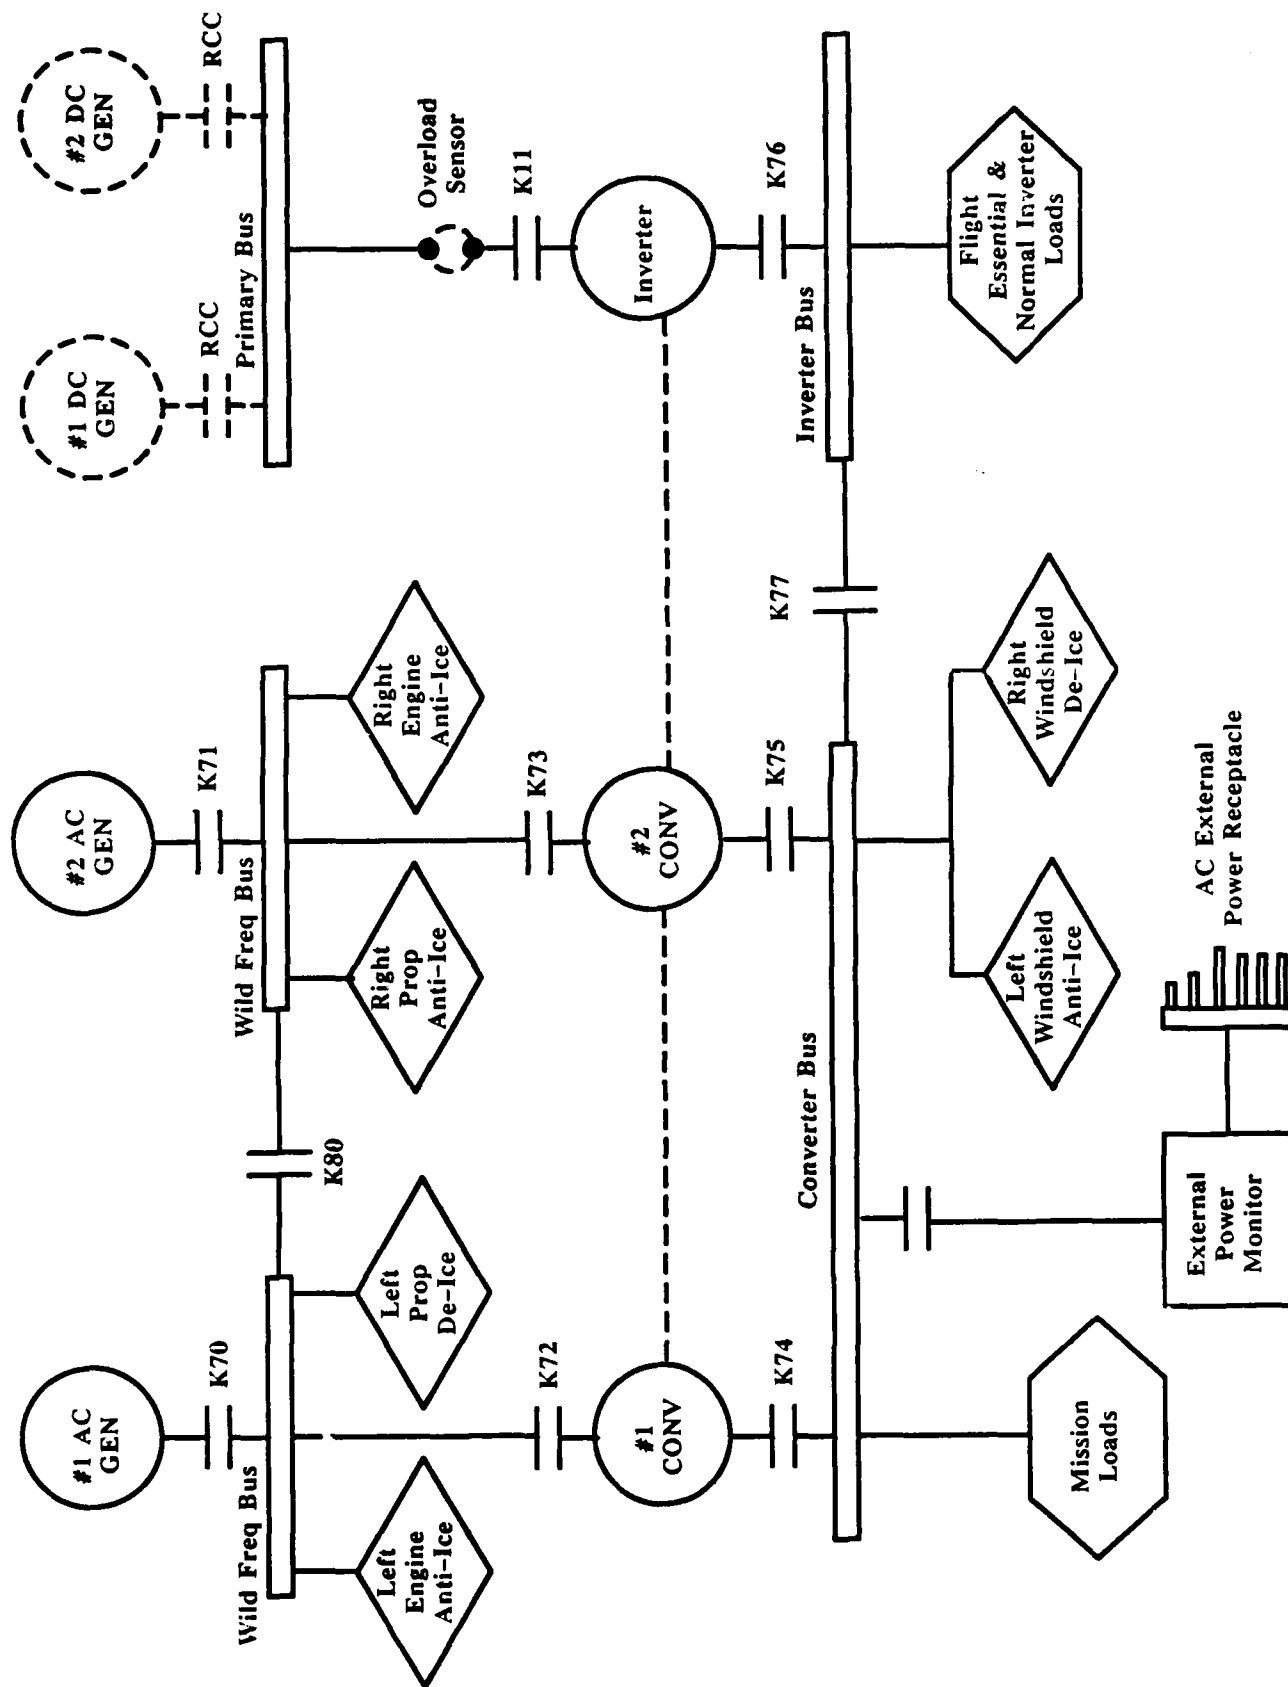 #1 AC
GEN
#2 AC
GEN
#1 DC
GEN
#2 DC
GEN
K70
K71
RCC
RCC
Wild Freq Bus
Wild Freq Bus
Primary Bus
K80
Left
Engine
Anti-Ice
Left
Prop
De-Ice
Right
Prop
Anti-Ice
Right
Engine
Anti-Ice
Overload
Sensor
K72
K73
K11
#1
CONV
#2
CONV
Inverter
K74
K75
K76
Converter Bus
K77
Inverter Bus
Mission
Loads
Left
Windshield
Anti-Ice
Right
Windshield
De-Ice
Flight
Essential &
Normal Inverter
Loads
External
Power
Monitor
AC External
Power Receptacle